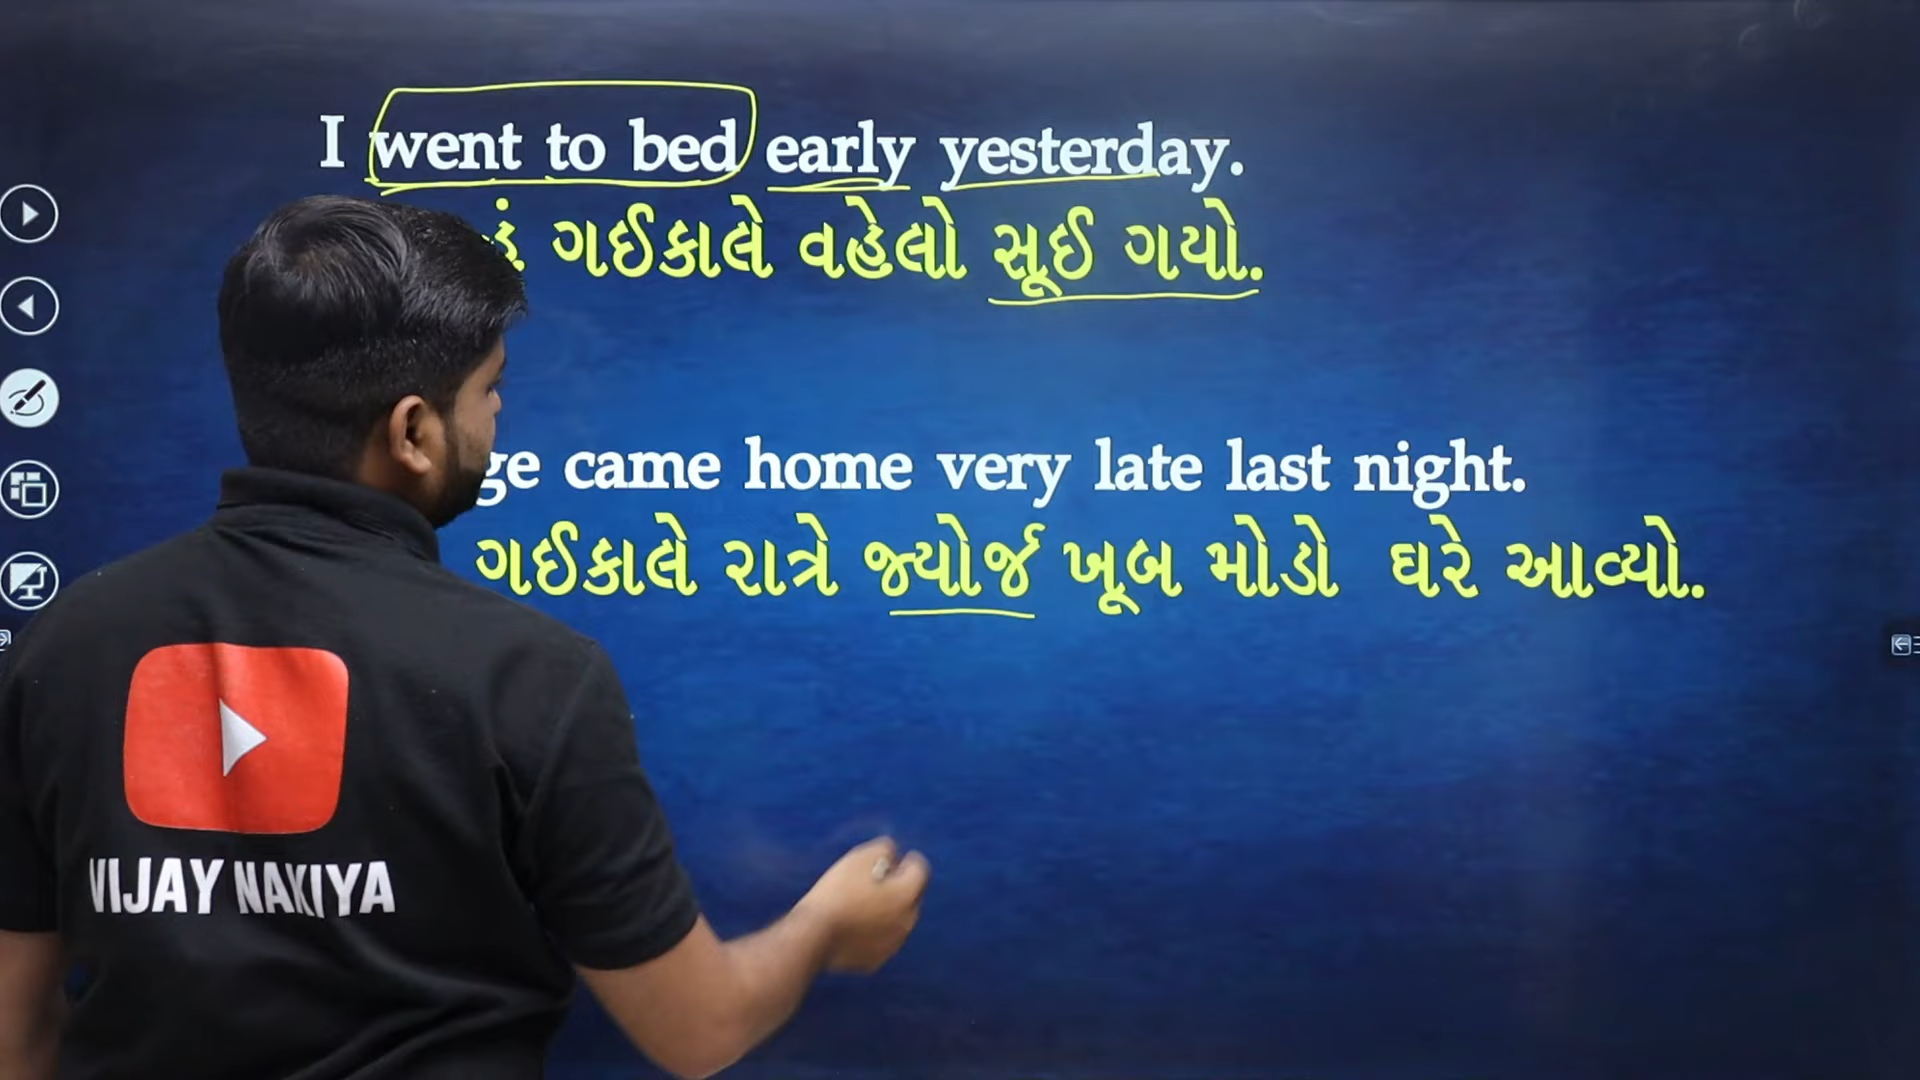 I went to bed early yesterday.
ગઈકાલે વહેલો સૂઈ ગયો.
came home very late last night.
ગઈકાલે રાત્રે જ્યોર્જ ખૂબ મોડો ઘરે આવ્યો.
VIJAY NAKIYA